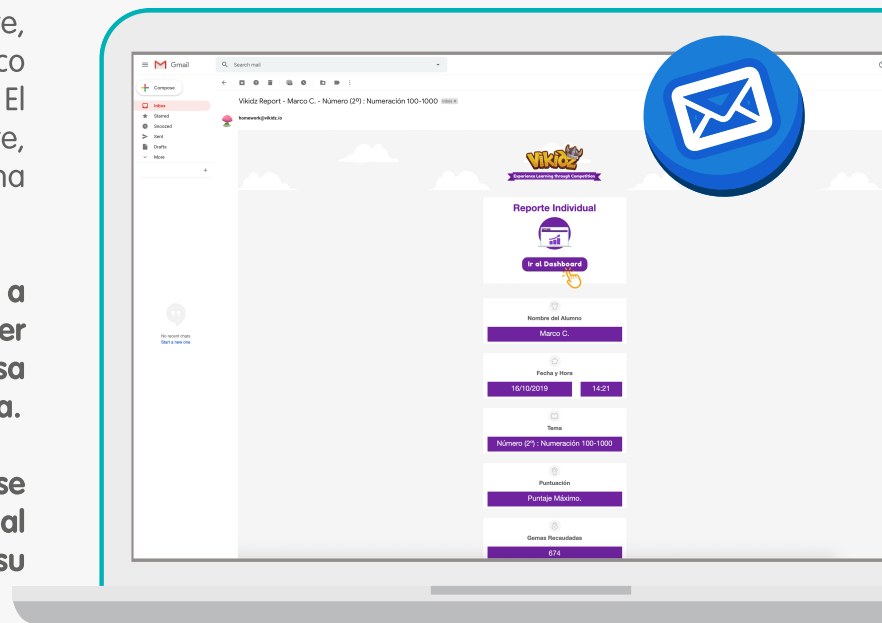 e,
co
El
e,
na
a
er
sa
a.
se
al
su
Gmail
Search mail
Compose
Inbox
Starred
Snoozed
Sent
Drafts
More
Vikidz Report - Marco C. - Número (2º) : Numeración 100-1000
homework@vikidz.io
Vikidz
Experience Learning through Competition
Reporte Individual
Ir al Dashboard
Nombre del Alumno
Marco C.
Fecha y Hora
16/10/2019 14:21
Tema
Número (2º) : Numeración 100-1000
Puntuación
Puntaje Máximo.
Gemas Recaudadas
674
No recent chats
Start a new one